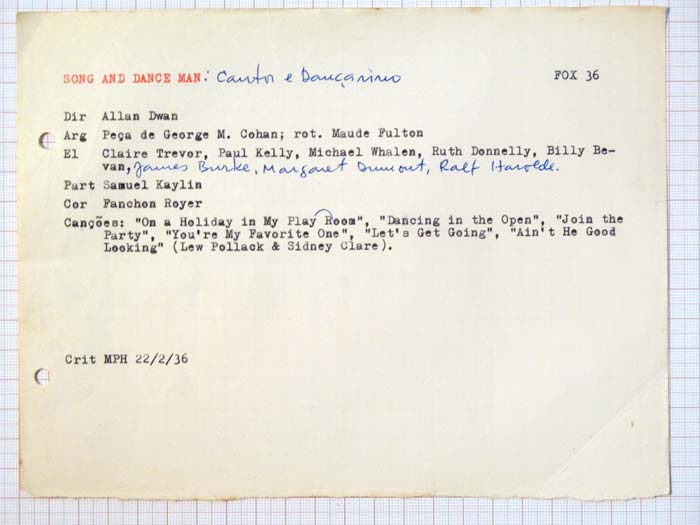 SONG AND DANCE MAN: Cantor e Dançarino FOX 36
Dir Allan Dwan
Arg Peça de George M. Cohan; rot. Maude Fulton
El Claire Trevor, Paul Kelly, Michael Whalen, Ruth Donnelly, Billy Be-
van, James Burke, Margaret Dumont, Ralf Harolde.
Part Samuel Kaylin
Cor Fanchon Royer
Canções: "On a Holiday in My Play Room", "Dancing in the Open", "Join the
Party", "You're My Favorite One", "Let's Get Going", "Ain't He Good
Looking" (Lew Pollack & Sidney Clare).
Crit MPH 22/2/36